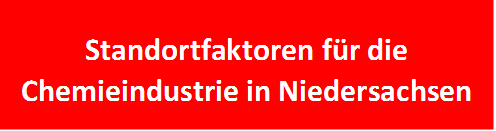 Standortfaktoren für die
Chemieindustrie in Niedersachsen